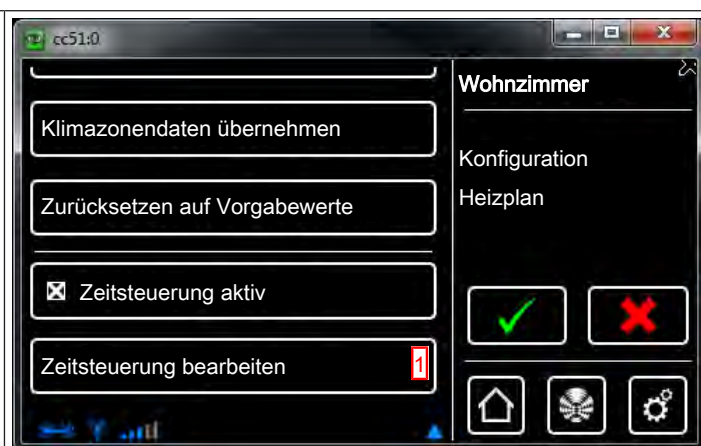 cc51:0
Klimazonendaten übernehmen
Zurücksetzen auf Vorgabewerte
Zeitsteuerung aktiv
Zeitsteuerung bearbeiten 1
Wohnzimmer
Konfiguration
Heizplan